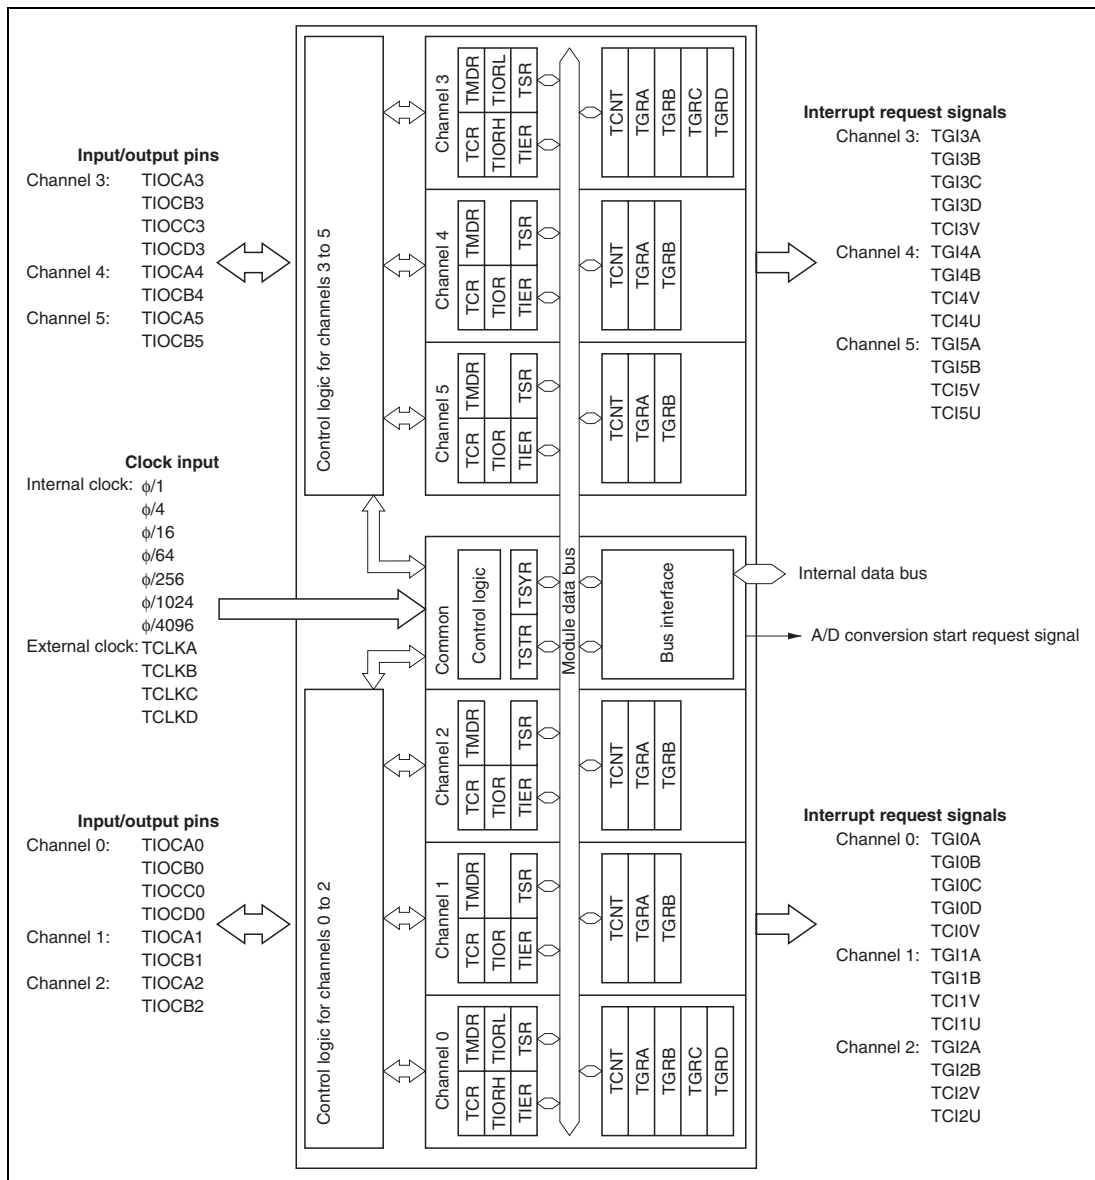 Input/output pins
Channel 3: TIOCA3
TIOCB3
TIOCC3
TIOCD3
Channel 4: TIOCA4
TIOCB4
Channel 5: TIOCA5
TIOCB5
Clock input
Internal clock: ϕ/1
ϕ/4
ϕ/16
ϕ/64
ϕ/256
ϕ/1024
ϕ/4096
External clock: TCLKA
TCLKB
TCLKC
TCLKD
Input/output pins
Channel 0: TIOCA0
TIOCB0
TIOCC0
TIOCD0
Channel 1: TIOCA1
TIOCB1
Channel 2: TIOCA2
TIOCB2
Control logic for channels 3 to 5
Control logic for channels 0 to 2
Channel 3
TCR TMDR
TIORH TIORL
TIER TSR
TCNT
TGRA
TGRB
TGRC
TGRD
Channel 4
TCR TMDR
TIOR
TIER TSR
TCNT
TGRA
TGRB
Channel 5
TCR TMDR
TIOR
TIER TSR
TCNT
TGRA
TGRB
Common
Control logic
TSTR TSYR
Module data bus
Bus interface
Channel 2
TCR TMDR
TIOR
TIER TSR
TCNT
TGRA
TGRB
Channel 1
TCR TMDR
TIOR
TIER TSR
TCNT
TGRA
TGRB
Channel 0
TCR TMDR
TIORH TIORL
TIER TSR
TCNT
TGRA
TGRB
TGRC
TGRD
Interrupt request signals
Channel 3: TGI3A
TGI3B
TGI3C
TGI3D
TCI3V
Channel 4: TGI4A
TGI4B
TCI4V
TCI4U
Channel 5: TGI5A
TGI5B
TCI5V
TCI5U
Internal data bus
A/D conversion start request signal
Interrupt request signals
Channel 0: TGI0A
TGI0B
TGI0C
TGI0D
TCI0V
Channel 1: TGI1A
TGI1B
TCI1V
TCI1U
Channel 2: TGI2A
TGI2B
TCI2V
TCI2U